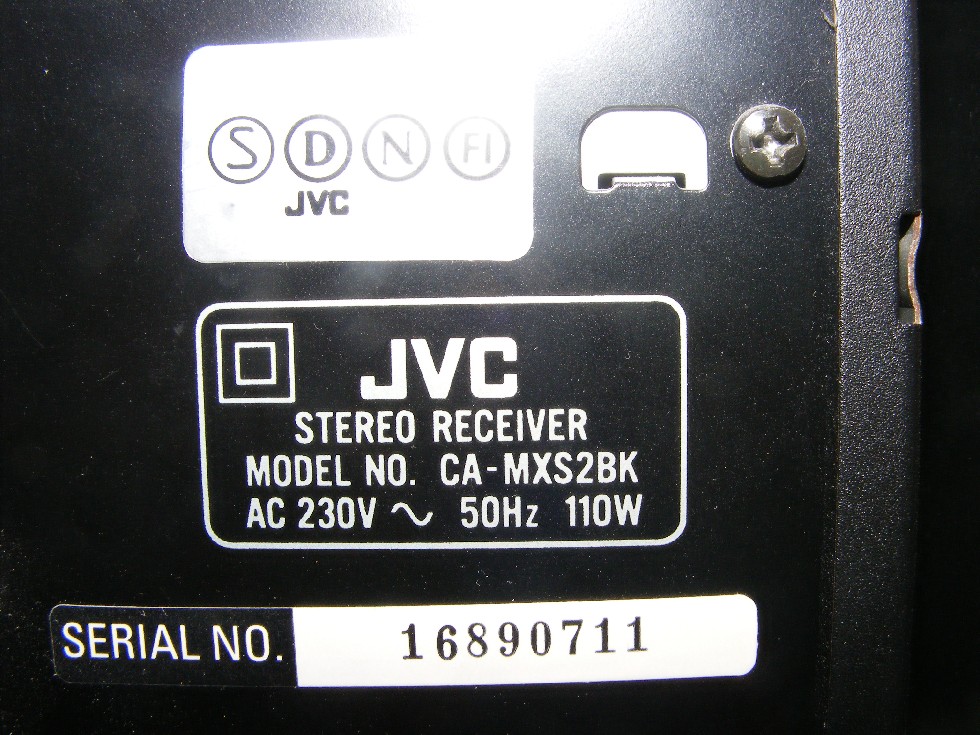 S D N FI
JVC
JVC
STEREO RECEIVER
MODEL NO. CA-MXS2BK
AC 230V ~ 50Hz 110W
SERIAL NO. 16890711